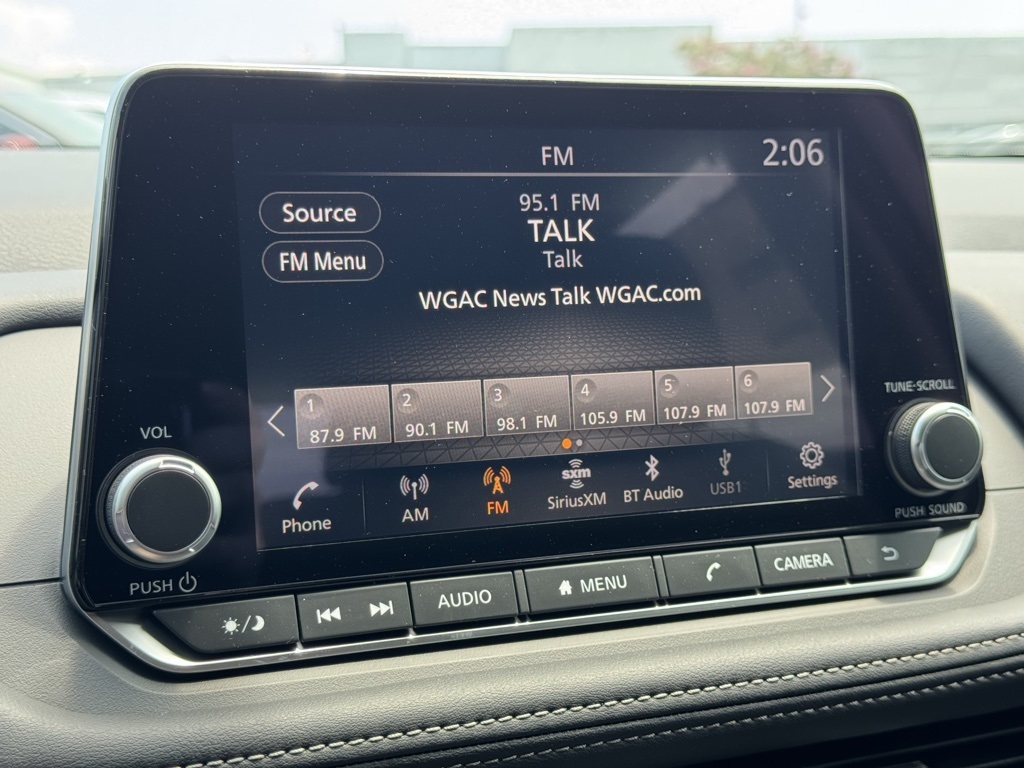 FM
2:06
Source
95.1 FM
TALK
FM Menu
Talk
WGAC News Talk WGAC.com
1 2 3 4 5 6
87.9 FM 90.1 FM 98.1 FM 105.9 FM 107.9 FM 107.9 FM
TUNE·SCROLL
VOL
sxm
Phone AM FM SiriusXM BT Audio USB1 Settings
PUSH SOUND
PUSH
AUDIO MENU CAMERA